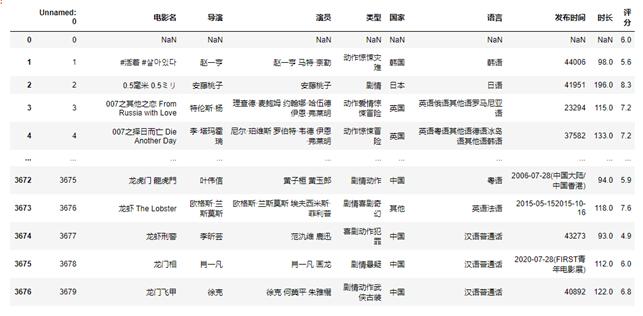 Unnamed: 0 电影名 导演 演员 类型 国家 语言 发布时间 时长 评分
0 0 NaN NaN NaN NaN NaN NaN NaN NaN 6.0
1 1 #活着 #살아있다 赵一亨 赵一亨 马特·奈勒 动作惊悚灾难 韩国 韩语 44006 98.0 5.6
2 2 0.5毫米 0.5ミリ 安藤桃子 安藤桃子 剧情 日本 日语 41951 196.0 8.3
3 3 007之其他之恋 From Russia with Love 特伦斯·杨 理查德·麦鲍姆 约翰娜·哈伍德 伊恩·弗莱明 动作爱情惊悚冒险 英国 英语俄语其他语罗马尼亚语 23294 115.0 7.2
4 4 007之择日而亡 Die Another Day 李·塔玛霍瑞 尼尔·珀维斯 罗伯特·韦德 伊恩·弗莱明 动作惊悚冒险 英国 英语粤语其他语德语冰岛语其他语韩语 37582 133.0 7.2
... ... ... ... ... ... ... ... ... ... ...
3672 3675 龙虎门 龍虎門 叶伟信 黄子桓 黄玉郎 剧情动作 中国 粤语 2006-07-28(中国大陆/中国香港) 94.0 5.9
3673 3676 龙虾 The Lobster 欧格斯·兰斯莫斯 欧格斯·兰斯莫斯 埃夫西米斯·菲利普 剧情喜剧奇幻 其他 英语法语 2015-05-152015-10-16 118.0 7.6
3674 3677 龙虾刑警 李昕芸 范氿维 鹿迅 喜剧动作犯罪 中国 汉语普通话 43273 93.0 4.9
3675 3678 龙门相 肖一凡 肖一凡 画龙 剧情悬疑 中国 汉语普通话 2020-07-28(FIRST青年电影展) 112.0 6.0
3676 3679 龙门飞甲 徐克 徐克 何冀平 朱雅欗 剧情动作武侠古装 中国 汉语普通话 40892 122.0 6.8